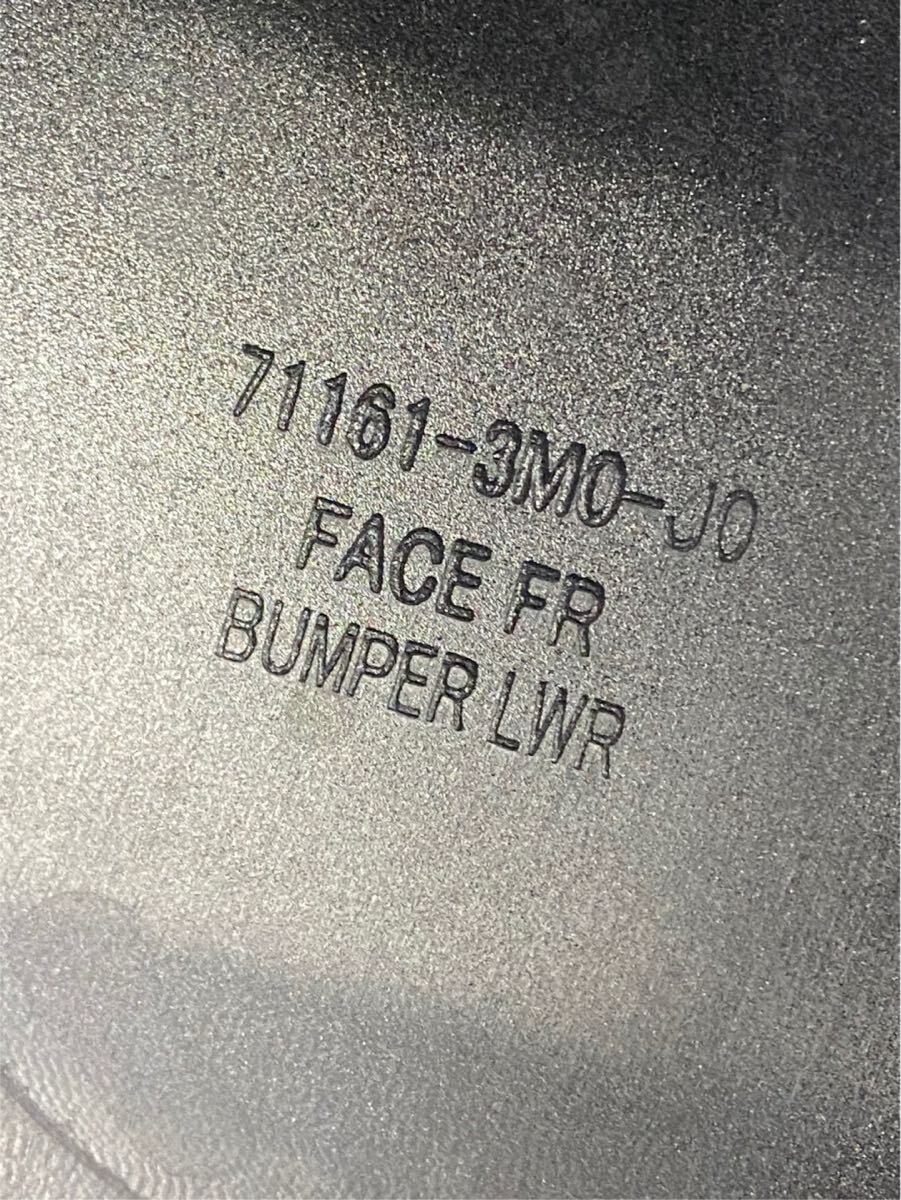 71161-3M0-J0
FACE FR
BUMPER LWR